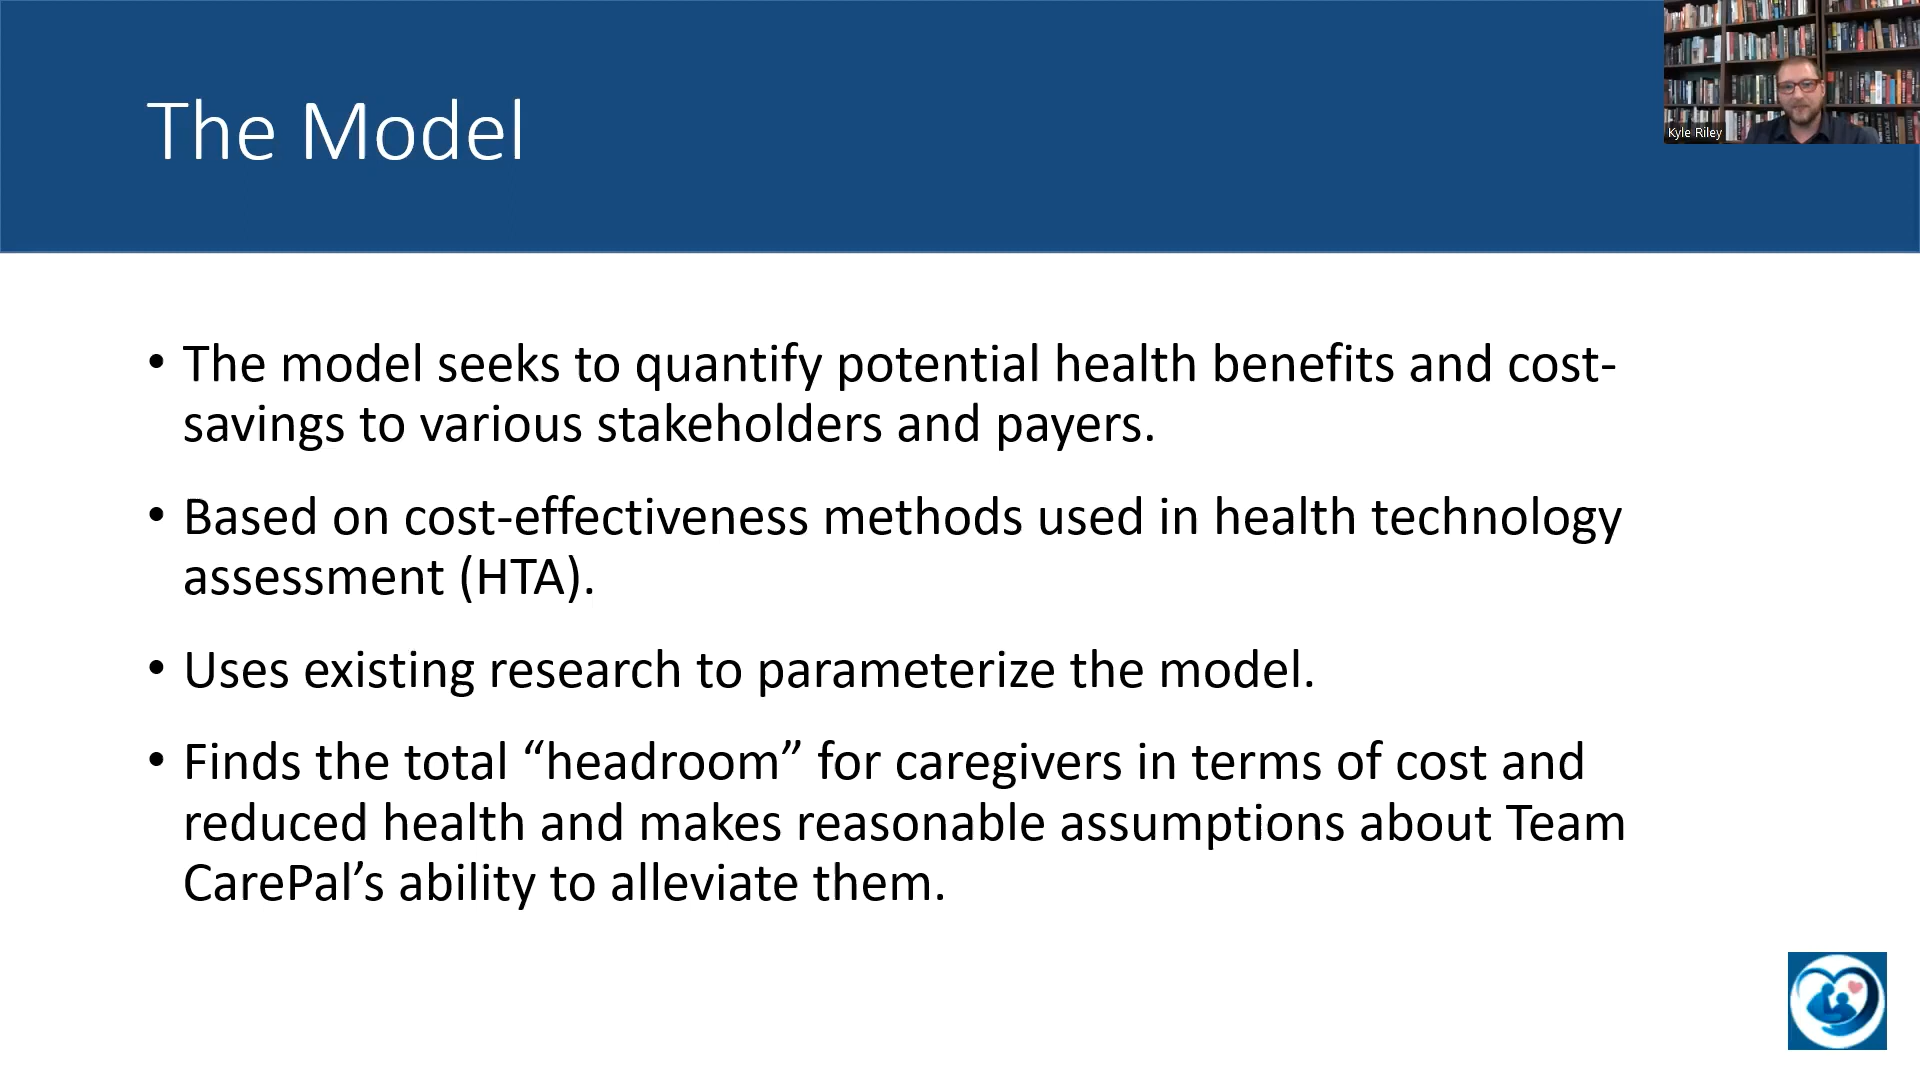 The Model
Kyle Riley
• The model seeks to quantify potential health benefits and cost-
savings to various stakeholders and payers.
• Based on cost-effectiveness methods used in health technology
assessment (HTA).
• Uses existing research to parameterize the model.
• Finds the total “headroom” for caregivers in terms of cost and
reduced health and makes reasonable assumptions about Team
CarePal’s ability to alleviate them.